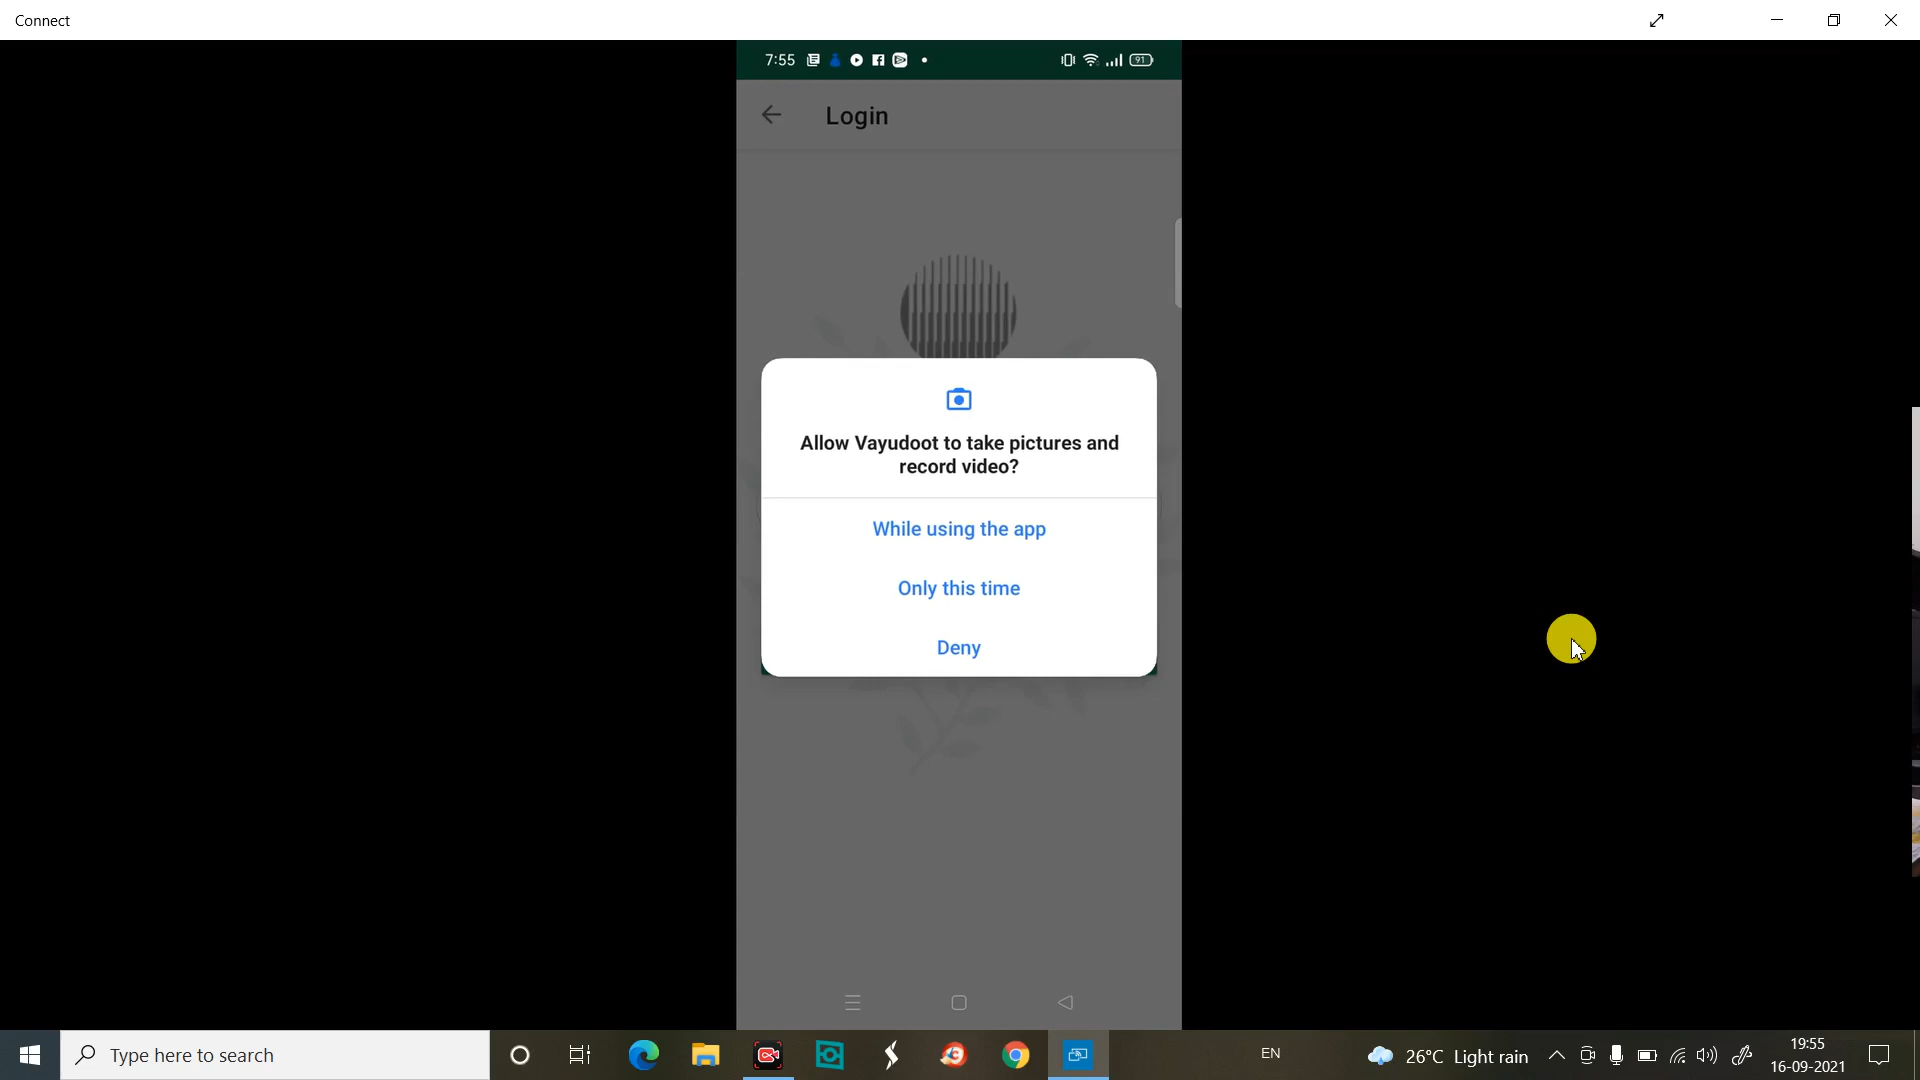 Connect
7:55
91
Login
Allow Vayudoot to take pictures and
record video?
While using the app
Only this time
Deny
Type here to search
EN
26°C Light rain
19:55
16-09-2021